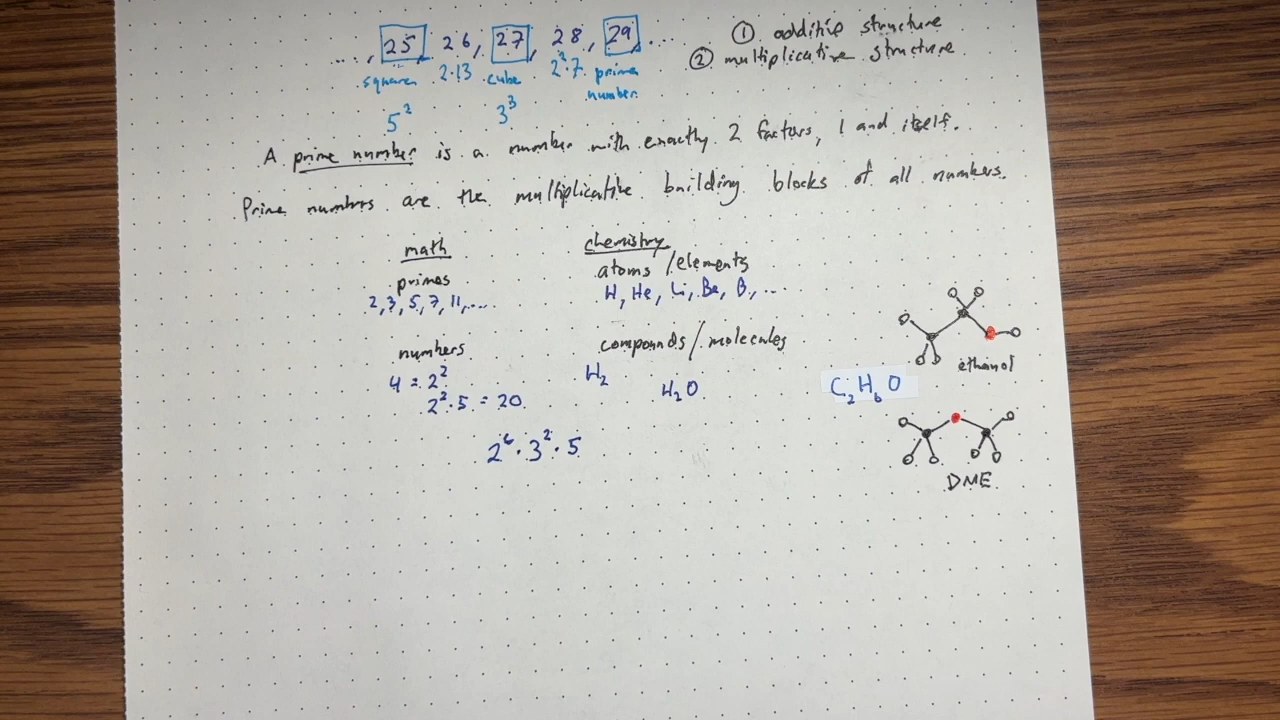 ..., 25, 26, 27, 28, 29, ...
square 2·13 cube 2²·7 prime number
5² 3³
① additive structure
② multiplicative structure
A prime number is a number with exactly 2 factors, 1 and itself.
Prime numbers are the multiplicative building blocks of all numbers.
math
primes
2, 3, 5, 7, 11, ...
numbers
4 = 2²
2²·5 = 20
chemistry
atoms/elements
H, He, Li, Be, B, ...
compounds/molecules
H₂
H₂O
2⁶·3²·5
ethanol
C₂H₆O
DME